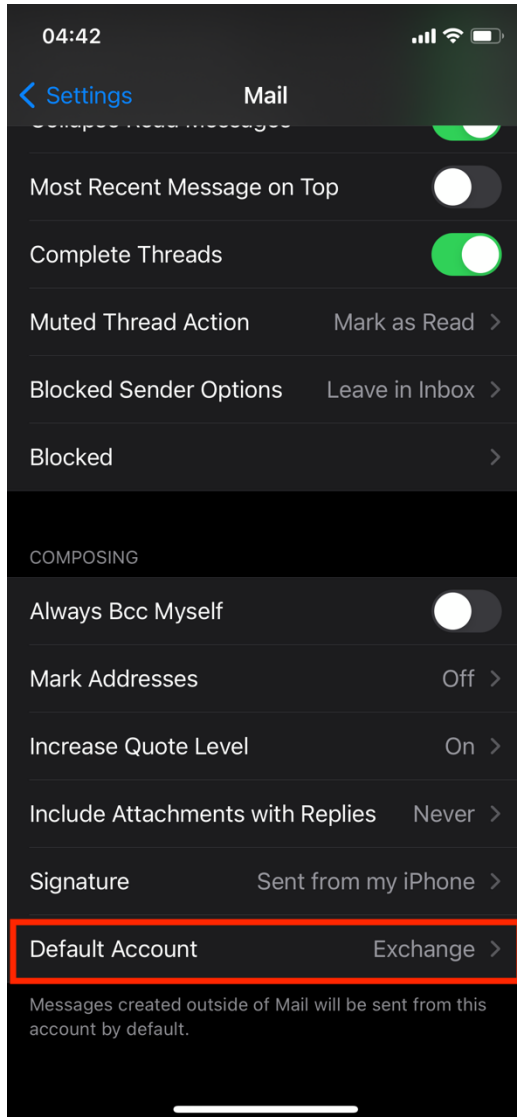 04:42
Settings
Mail
Collapse Read Messages
Most Recent Message on Top
Complete Threads
Muted Thread Action Mark as Read
Blocked Sender Options Leave in Inbox
Blocked
COMPOSING
Always Bcc Myself
Mark Addresses Off
Increase Quote Level On
Include Attachments with Replies Never
Signature Sent from my iPhone
Default Account Exchange
Messages created outside of Mail will be sent from this
account by default.